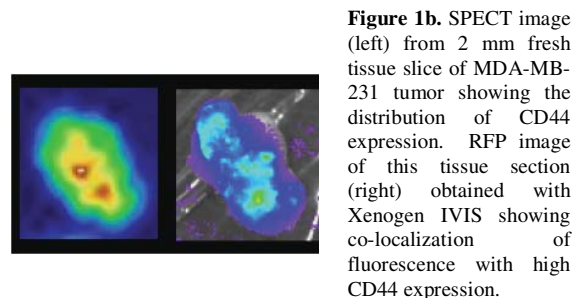 Figure 1b. SPECT image
(left) from 2 mm fresh
tissue slice of MDA-MB-
231 tumor showing the
distribution of CD44
expression. RFP image
of this tissue section
(right) obtained with
Xenogen IVIS showing
co-localization of
fluorescence with high
CD44 expression.